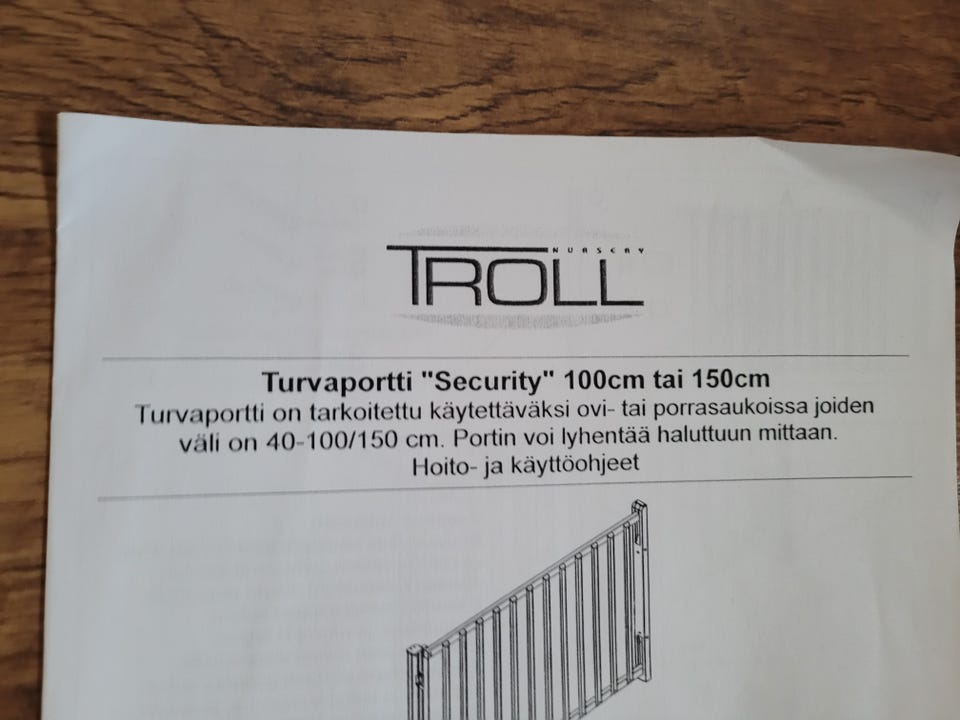 NURSERY
TROLL
Turvaportti "Security" 100cm tai 150cm
Turvaportti on tarkoitettu käytettäväksi ovi- tai porrasaukoissa joiden
väli on 40-100/150 cm. Portin voi lyhentää haluttuun mittaan.
Hoito- ja käyttöohjeet